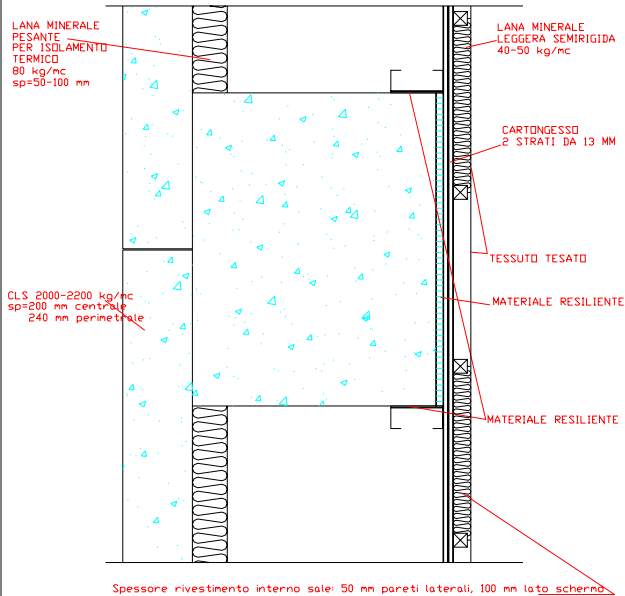 LANA MINERALE
PESANTE
PER ISOLAMENTO
TERMICO
80 kg/mc
sp=50-100 mm
LANA MINERALE
LEGGERA SEMIRIGIDA
40-50 kg/mc
CARTONGESSO
2 STRATI DA 13 MM
TESSUTO TESATO
CLS 2000-2200 kg/mc
sp=200 mm centrale
240 mm perimetrale
MATERIALE RESILIENTE
MATERIALE RESILIENTE
Spessore rivestimento interno sale: 50 mm pareti laterali, 100 mm lato schermo